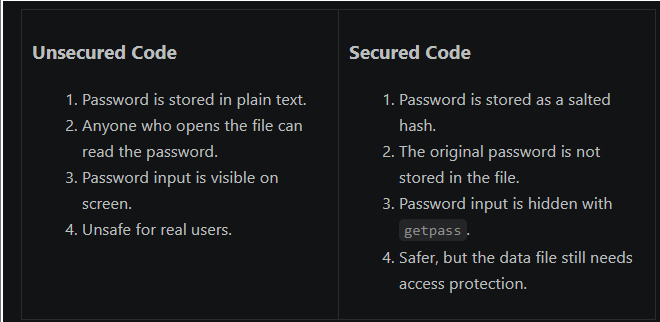 Unsecured Code
1. Password is stored in plain text.
2. Anyone who opens the file can
read the password.
3. Password input is visible on
screen.
4. Unsafe for real users.
Secured Code
1. Password is stored as a salted
hash.
2. The original password is not
stored in the file.
3. Password input is hidden with
getpass.
4. Safer, but the data file still needs
access protection.